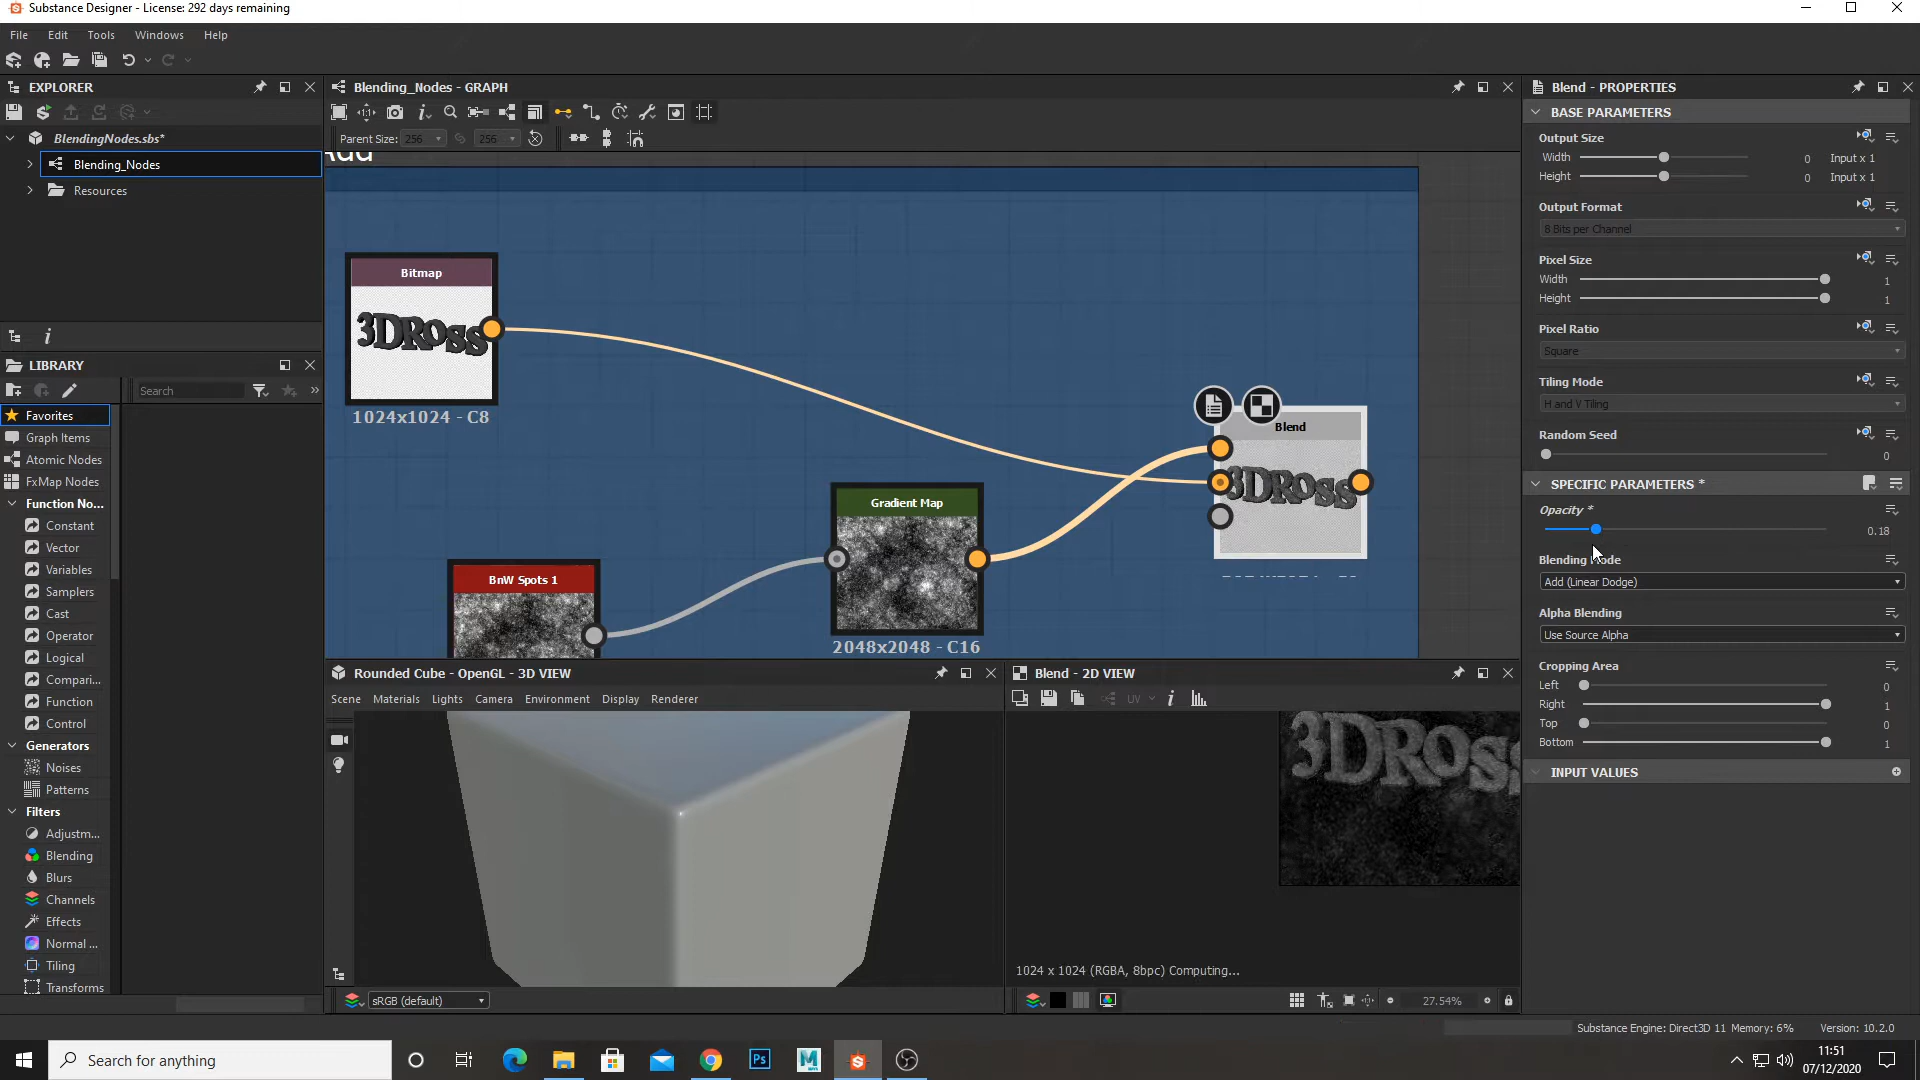 Substance Designer - License: 292 days remaining
File Edit Tools Windows Help
EXPLORER
BlendingNodes.sbs*
Blending_Nodes
Resources
LIBRARY
Search
Favorites
Graph Items
Atomic Nodes
FxMap Nodes
Function No...
Constant
Vector
Variables
Samplers
Cast
Operator
Logical
Compari...
Function
Control
Generators
Noises
Patterns
Filters
Adjustm...
Blending
Blurs
Channels
Effects
Normal ...
Tiling
Transforms
Blending_Nodes - GRAPH
Parent Size: 256 256
Add
Bitmap
3DRoss
1024x1024 - C8
BnW Spots 1
Gradient Map
2048x2048 - C16
Blend
3DRoss
Rounded Cube - OpenGL - 3D VIEW
Scene Materials Lights Camera Environment Display Renderer
sRGB (default)
Blend - 2D VIEW
UV
3DRoss
1024 x 1024 (RGBA, 8bpc) Computing...
27.54%
Blend - PROPERTIES
BASE PARAMETERS
Output Size
Width 0 Input x 1
Height 0 Input x 1
Output Format
8 Bits per Channel
Pixel Size
Width 1
Height 1
Pixel Ratio
Square
Tiling Mode
H and V Tiling
Random Seed
0
SPECIFIC PARAMETERS *
Opacity *
0.18
Blending Mode
Add (Linear Dodge)
Alpha Blending
Use Source Alpha
Cropping Area
Left 0
Right 1
Top 0
Bottom 1
INPUT VALUES
Substance Engine: Direct3D 11 Memory: 6% Version: 10.2.0
Search for anything
Ps
M
11:51
07/12/2020